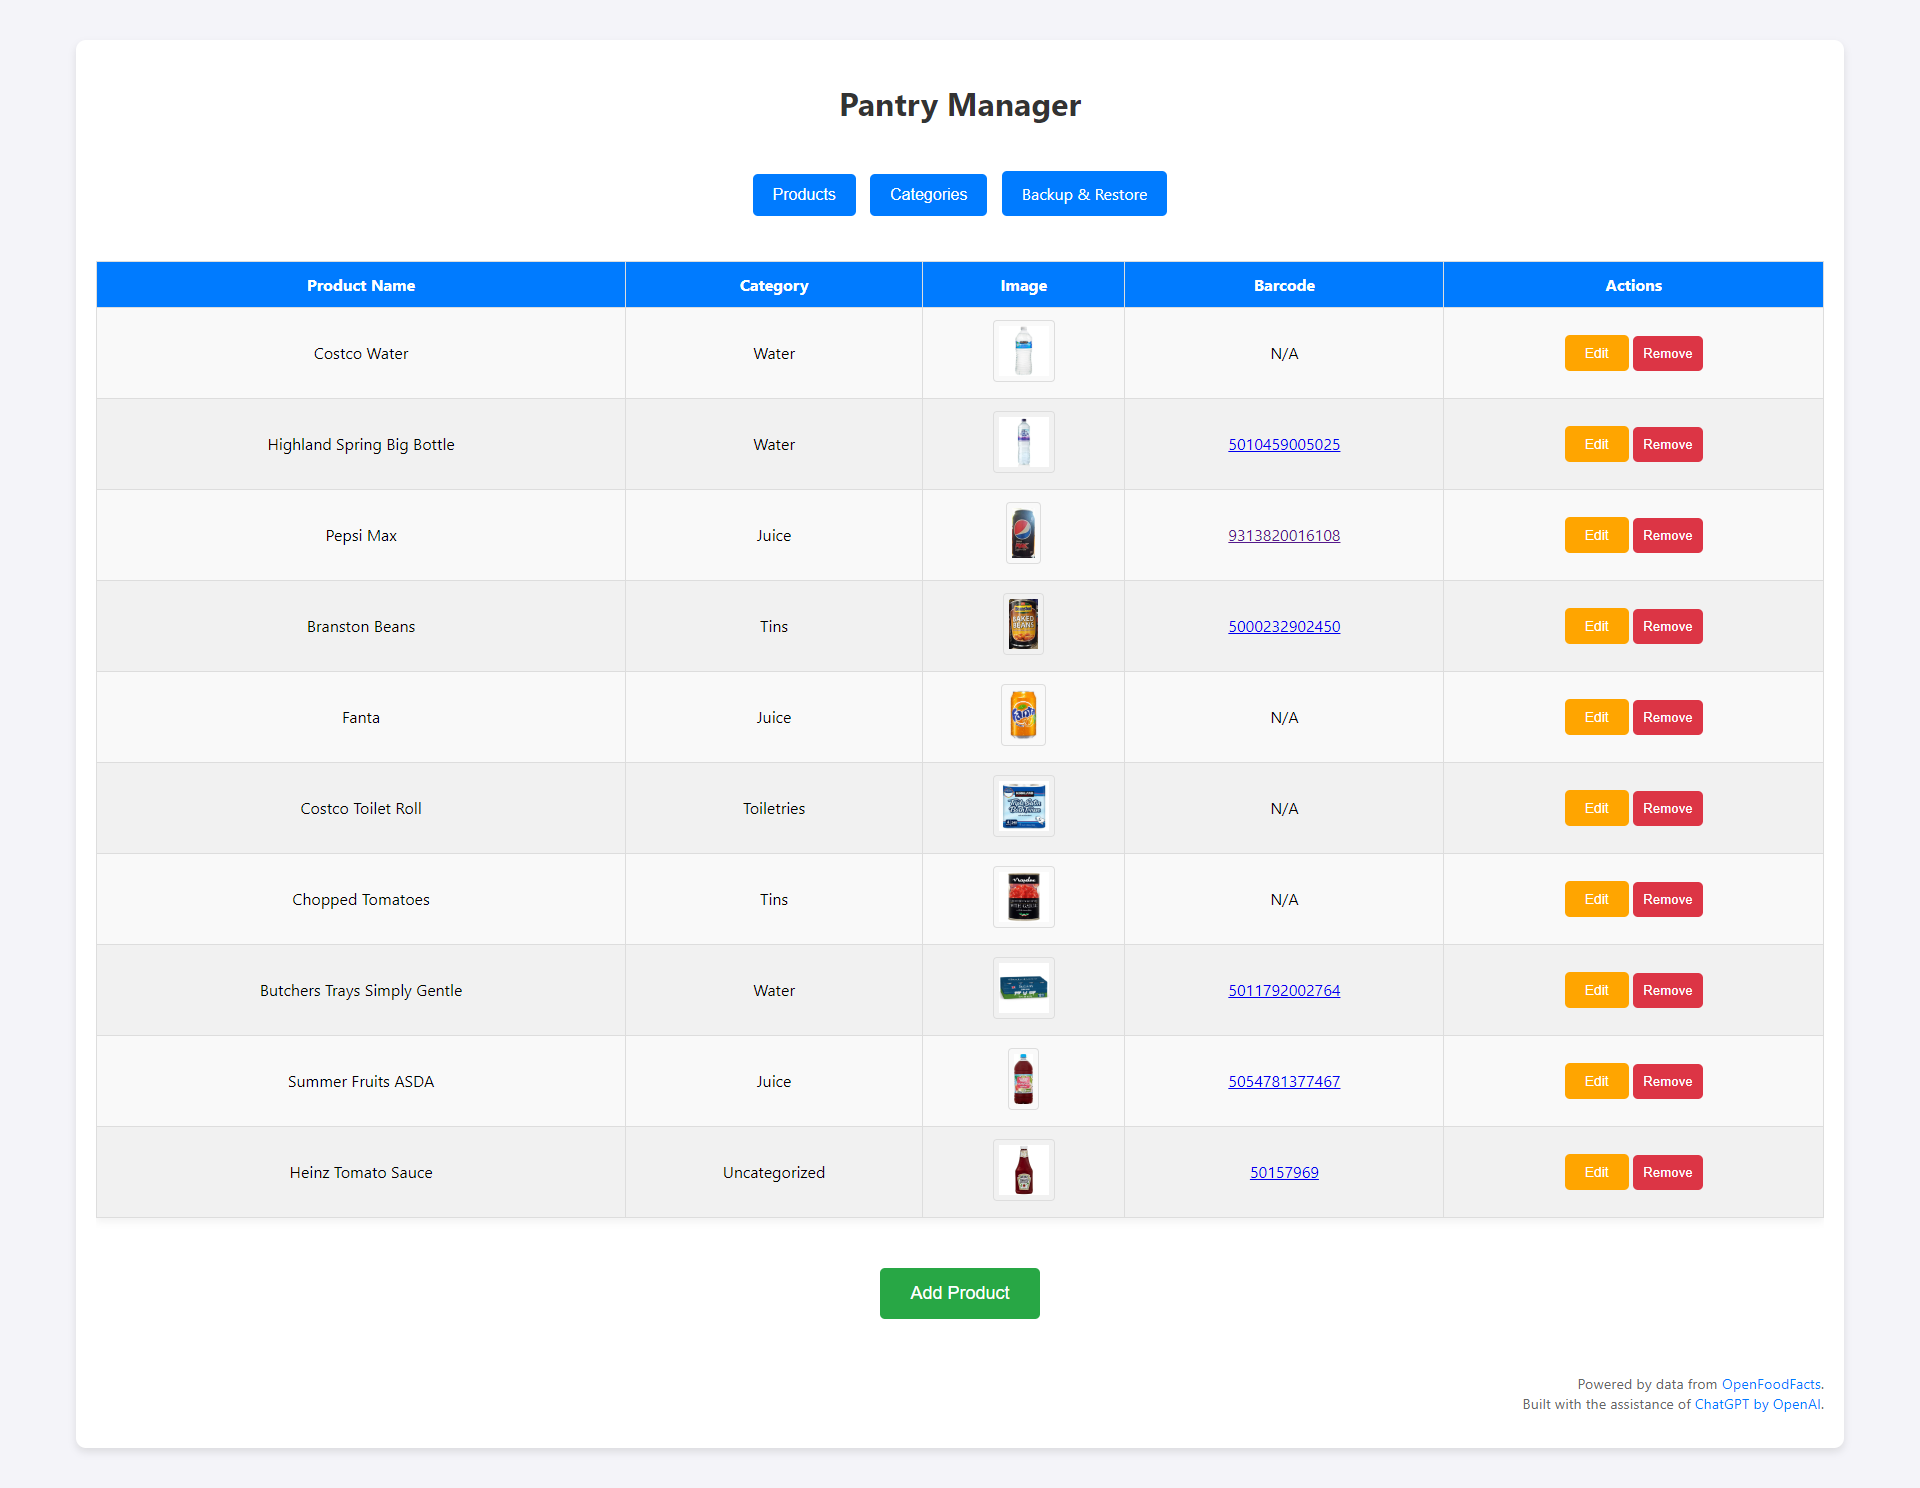 Pantry Manager
Products Categories Backup & Restore
Product Name Category Image Barcode Actions
Costco Water Water N/A Edit Remove
Highland Spring Big Bottle Water 5010459005025 Edit Remove
Pepsi Max Juice 9313820016108 Edit Remove
Branston Beans Tins BAKED BEANS 5000232902450 Edit Remove
Fanta Juice Fanta N/A Edit Remove
Costco Toilet Roll Toiletries N/A Edit Remove
Chopped Tomatoes Tins N/A Edit Remove
Butchers Trays Simply Gentle Water 5011792002764 Edit Remove
Summer Fruits ASDA Juice 5054781377467 Edit Remove
Heinz Tomato Sauce Uncategorized 50157969 Edit Remove
Add Product
Powered by data from OpenFoodFacts.
Built with the assistance of ChatGPT by OpenAI.